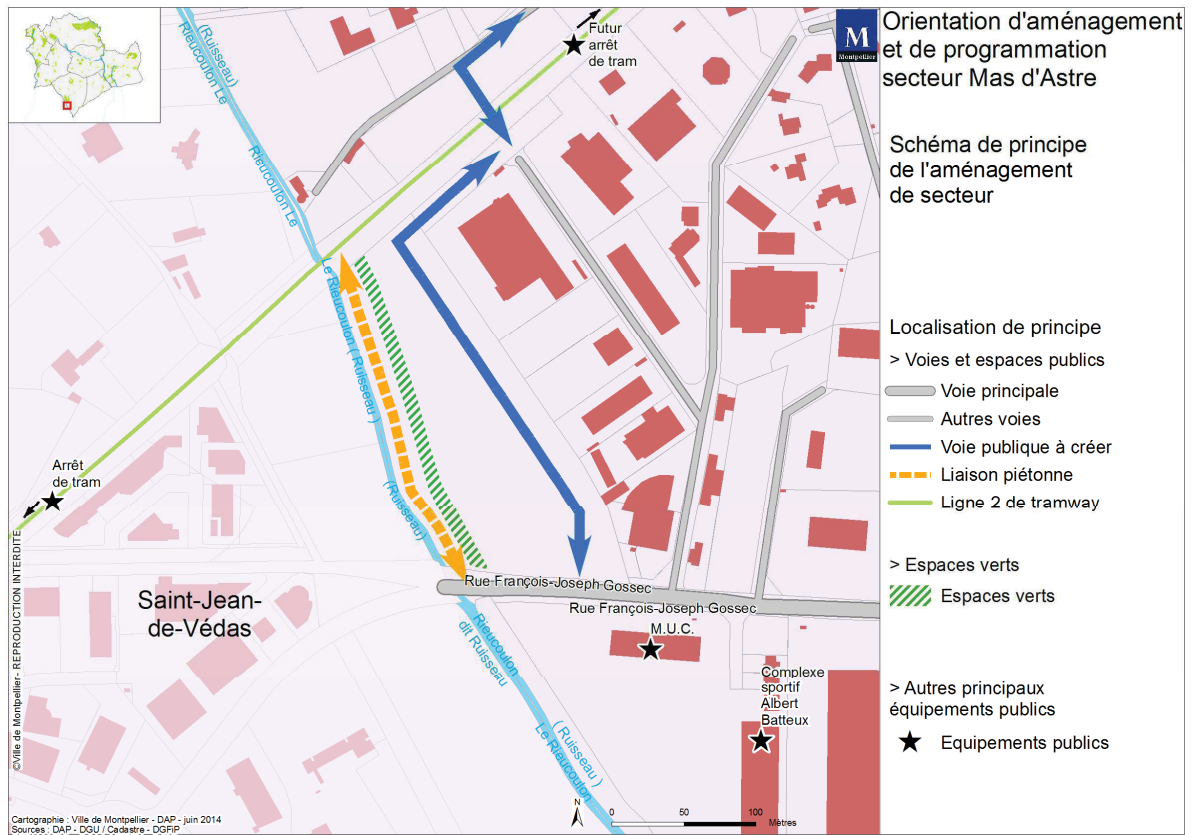 Orientation d'aménagement
et de programmation
secteur Mas d'Astre
M
Montpellier
Schéma de principe
de l'aménagement
de secteur
Localisation de principe
> Voies et espaces publics
Voie principale
Autres voies
Voie publique à créer
Liaison piétonne
Ligne 2 de tramway
> Espaces verts
Espaces verts
> Autres principaux
équipements publics
Equipements publics
Futur
arrêt
de tram
(Ruisseau)
Rieucoulon Le
Rieucoulon Le
Le Rieucoulon ( Ruisseau )
(Ruisseau)
Arrêt
de tram
Saint-Jean-
de-Védas
Rue François-Joseph Gossec
Rue François-Joseph Gossec
M.U.C.
Complexe
sportif
Albert
Batteux
Rieucoulon
dit Ruisseau
( Ruisseau )
Le Rieucoulon
N
0 50 100
Mètres
©Ville de Montpellier- REPRODUCTION INTERDITE
Cartographie : Ville de Montpellier - DAP - juin 2014
Sources : DAP - DGU / Cadastre - DGFiP